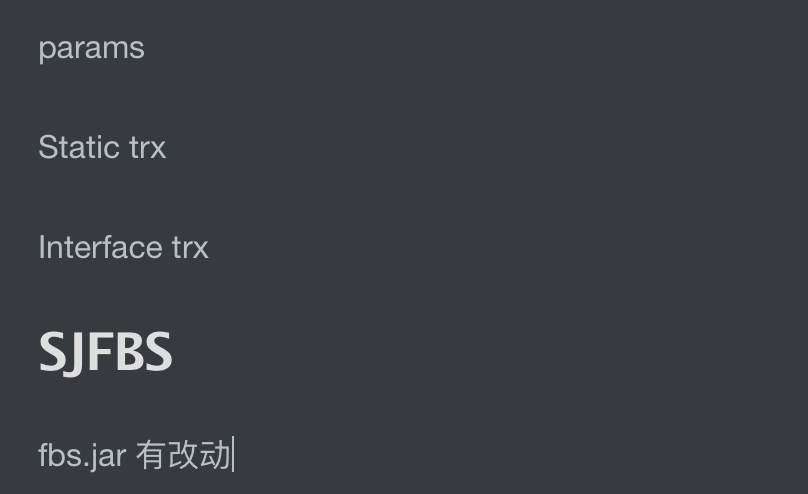 params
Static trx
Interface trx
SJFBS
fbs.jar 有改动